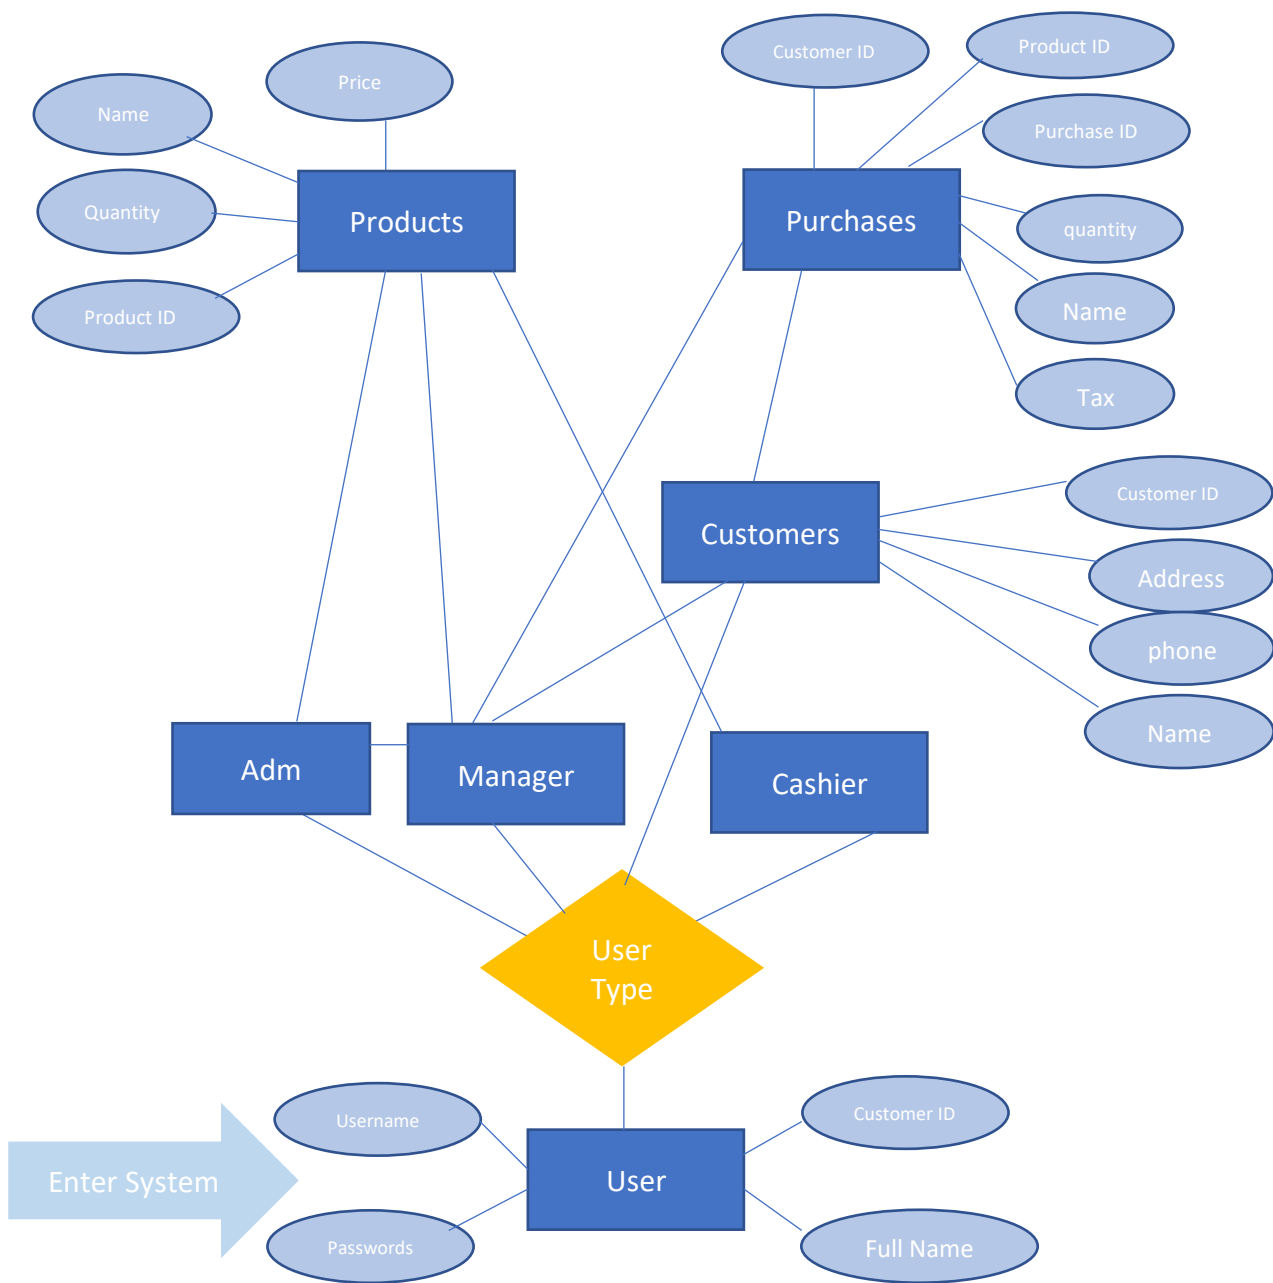 Customer ID
Product ID
Price
Name
Purchase ID
Quantity
Products
Purchases
quantity
Name
Product ID
Tax
Customer ID
Customers
Address
phone
Name
Adm
Manager
Cashier
User
Type
Username
Customer ID
Enter System
User
Passwords
Full Name